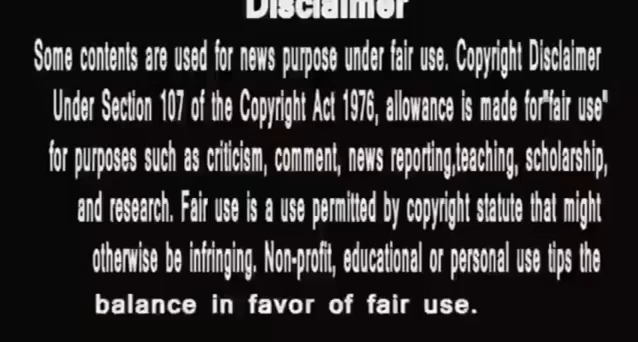 Disclaimer
Some contents are used for news purpose under fair use. Copyright Disclaimer
Under Section 107 of the Copyright Act 1976, allowance is made for"fair use"
for purposes such as criticism, comment, news reporting,teaching, scholarship,
and research. Fair use is a use permitted by copyright statute that might
otherwise be infringing. Non-profit, educational or personal use tips the
balance in favor of fair use.